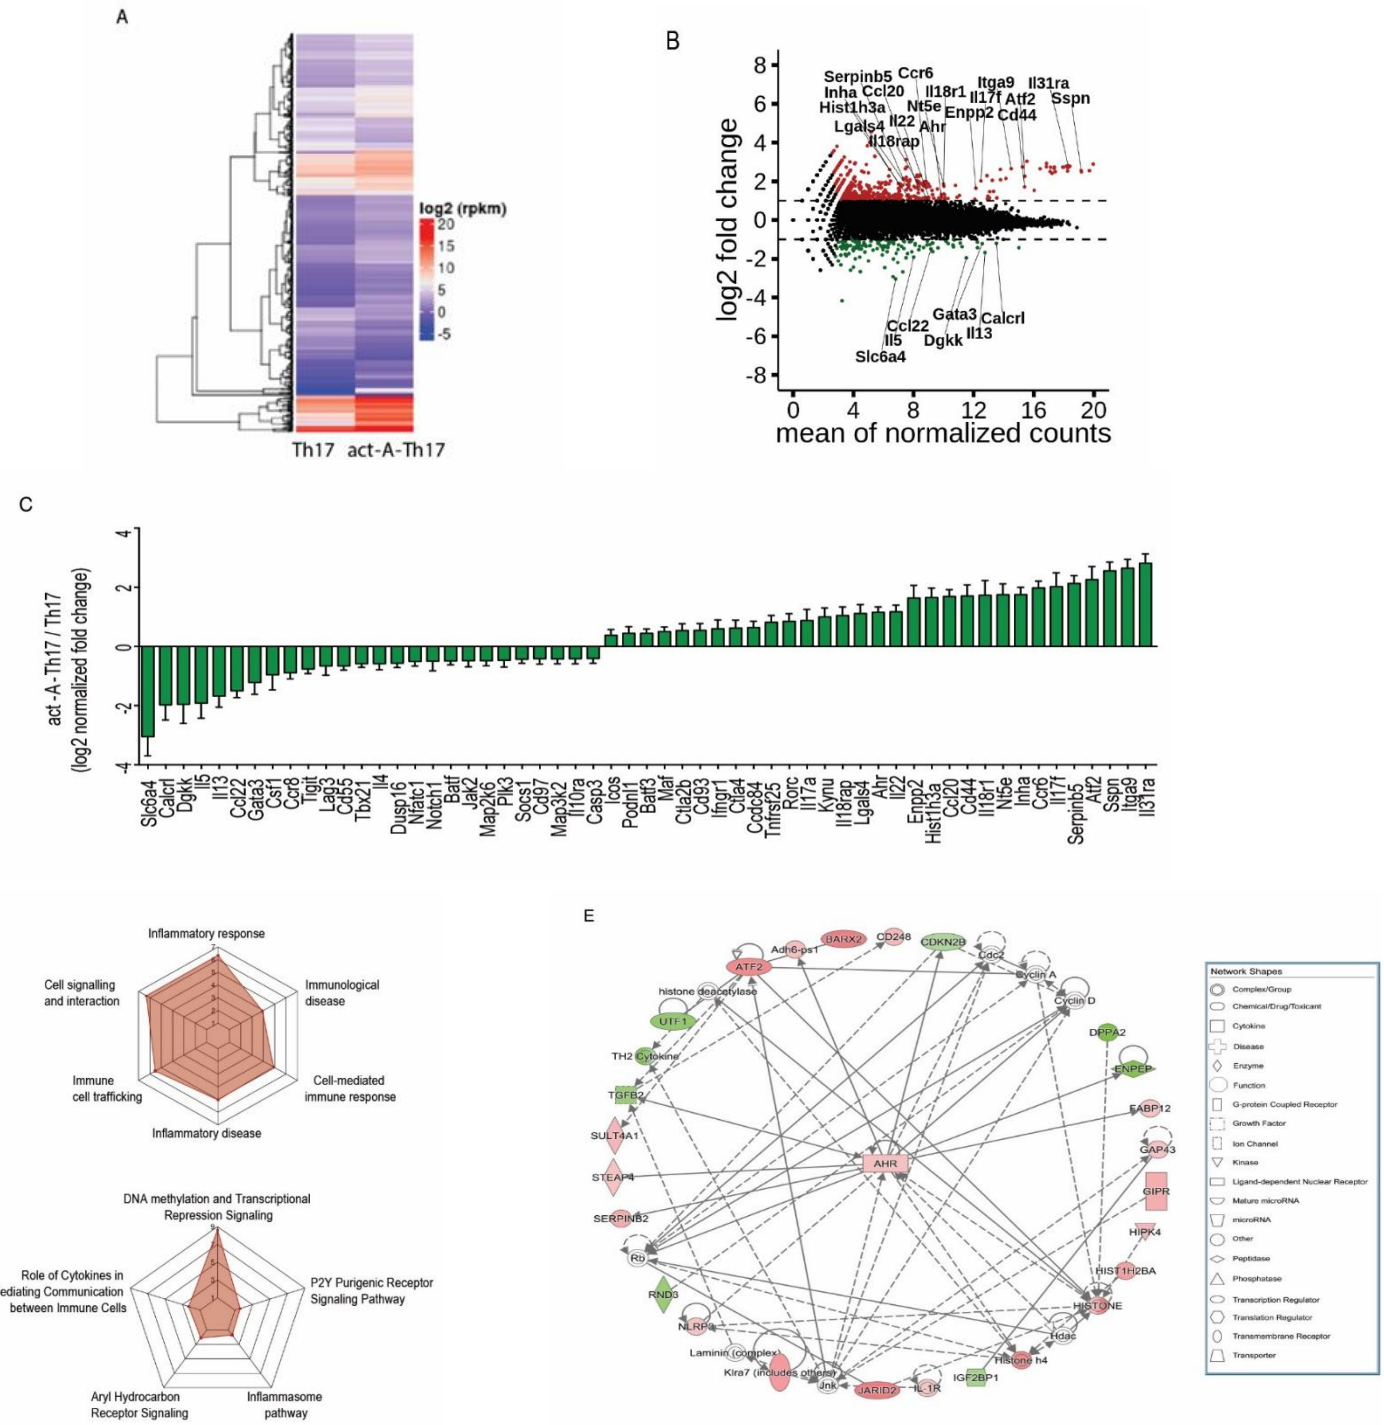 A
log2 (rpkm)
20
15
10
5
0
-5
Th17 act-A-Th17
B
log2 fold change
8
6
4
2
0
-2
-4
-6
-8
Serpinb5 Ccr6
Itga9 Il31ra
Inha Ccl20 Il18r1 Il17f Atf2 Sspn
Hist1h3a Nt5e Enpp2 Cd44
Lgals4 Il22 Ahr
Il18rap
Gata3 Calcrl
Ccl22
Il5 Dgkk Il13
Slc6a4
0 4 8 12 16 20
mean of normalized counts
C
act -A -Th17 / Th17
(log2 normalized fold change)
4
2
0
-2
-4
Slc6a4
Calcrl
Dgkk
Il5
Il13
Ccl22
Gata3
Csf1
Ccr8
Tigit
Lag3
Cd55
Tbx21
Il4
Dusp16
Nfatc1
Notch1
Batf
Jak2
Map2k6
Plk3
Socs1
Cd97
Map3k2
Il10ra
Casp3
Icos
Podnl1
Batf3
Maf
Ctla2b
Cd93
Ifngr1
Ctla4
Ccdc84
Tnfrsf25
Rorc
Il17a
Kynu
Il18rap
Lgals4
Ahr
Il22
Enpp2
Hist1h3a
Ccl20
Cd44
Il18r1
Nt5e
Inha
Ccr6
Il17f
Serpinb5
Atf2
Sspn
Itga9
Il31ra
Inflammatory response
Cell signalling
and interaction
Immunological
disease
Immune
cell trafficking
Cell-mediated
immune response
Inflammatory disease
DNA methylation and Transcriptional
Repression Signaling
Role of Cytokines in
ediating Communication
between Immune Cells
P2Y Purigenic Receptor
Signaling Pathway
Aryl Hydrocarbon
Receptor Signaling
Inflammasome
pathway
E
BARX2
CD248
CDKN2B
Adh6-ps1
Cdc2
ATF2
Cyclin A
histone deacetylase
Cyclin D
UTF1
DPPA2
TH2 Cytokine
ENPEP
TGFB2
FABP12
SULT4A1
GAP43
AHR
STEAP4
GIPR
SERPINB2
HIPK4
Rb
HIST1H2BA
RND3
HISTONE
NLRP3
Hdac
Laminin (complex)
Histone h4
Klra7 (includes others)
IGF2BP1
Jnk
JARID2
IL-1R
Network Shapes
Complex/Group
Chemical/Drug/Toxicant
Cytokine
Disease
Enzyme
Function
G-protein Coupled Receptor
Growth Factor
Ion Channel
Kinase
Ligand-dependent Nuclear Receptor
Mature microRNA
microRNA
Other
Peptidase
Phosphatase
Transcription Regulator
Translation Regulator
Transmembrane Receptor
Transporter